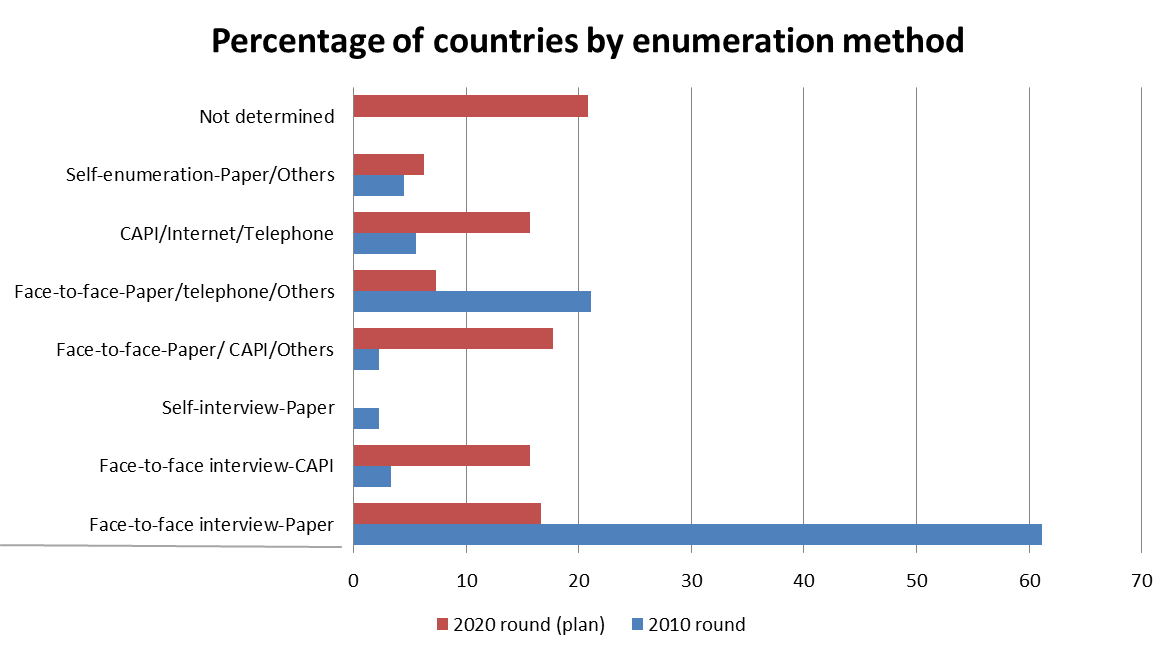 Percentage of countries by enumeration method
Not determined
Self-enumeration-Paper/Others
CAPI/Internet/Telephone
Face-to-face-Paper/telephone/Others
Face-to-face-Paper/ CAPI/Others
Self-interview-Paper
Face-to-face interview-CAPI
Face-to-face interview-Paper
0 10 20 30 40 50 60 70
2020 round (plan) 2010 round